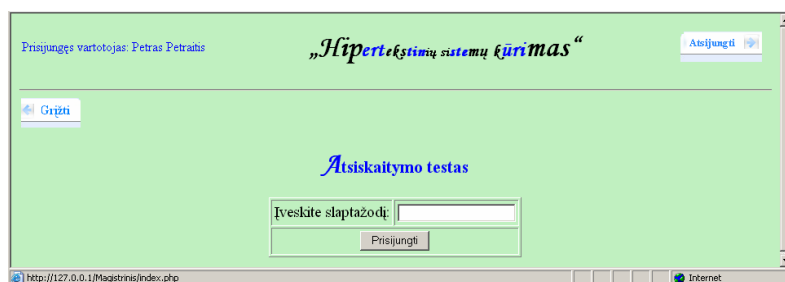 Prisijungęs vartotojas: Petras Petraitis
„Hipertekstinių sistemų kūrimas“
Atsijungti
Grįžti
Atsiskaitymo testas
Įveskite slaptažodį:
Prisijungti
http://127.0.0.1/Magistrinis/index.php
Internet